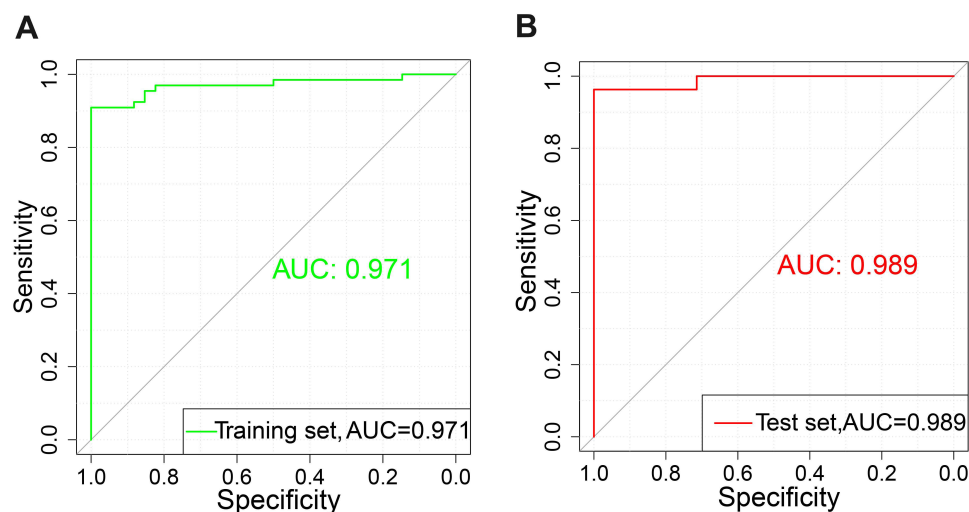 A
Sensitivity
1.0
0.8
0.6
0.4
0.2
0.0
AUC: 0.971
Training set, AUC=0.971
1.0 0.8 0.6 0.4 0.2 0.0
Specificity
B
Sensitivity
1.0
0.8
0.6
0.4
0.2
0.0
AUC: 0.989
Test set,AUC=0.989
1.0 0.8 0.6 0.4 0.2 0.0
Specificity